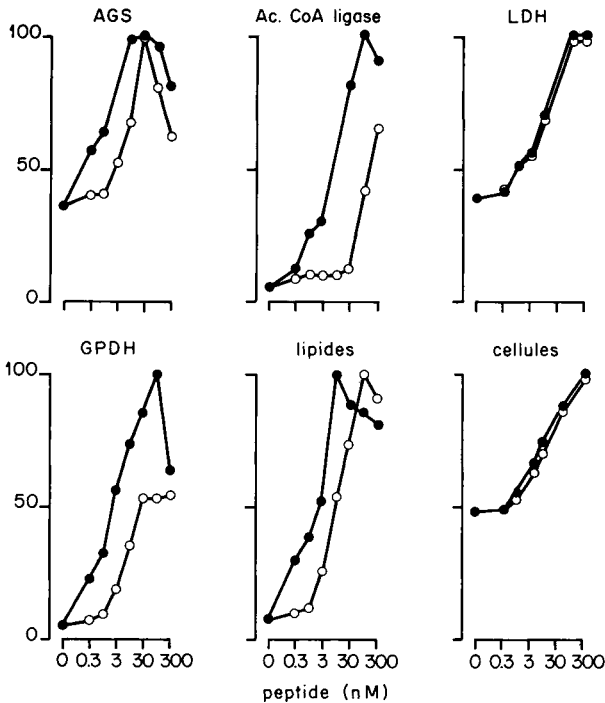 AGS
Ac. CoA ligase
LDH
100
50
0
GPDH
lipides
cellules
100
50
0
0 0.3 3 30 300
0 0.3 3 30 300
0 0.3 3 30 300
peptide (nM)